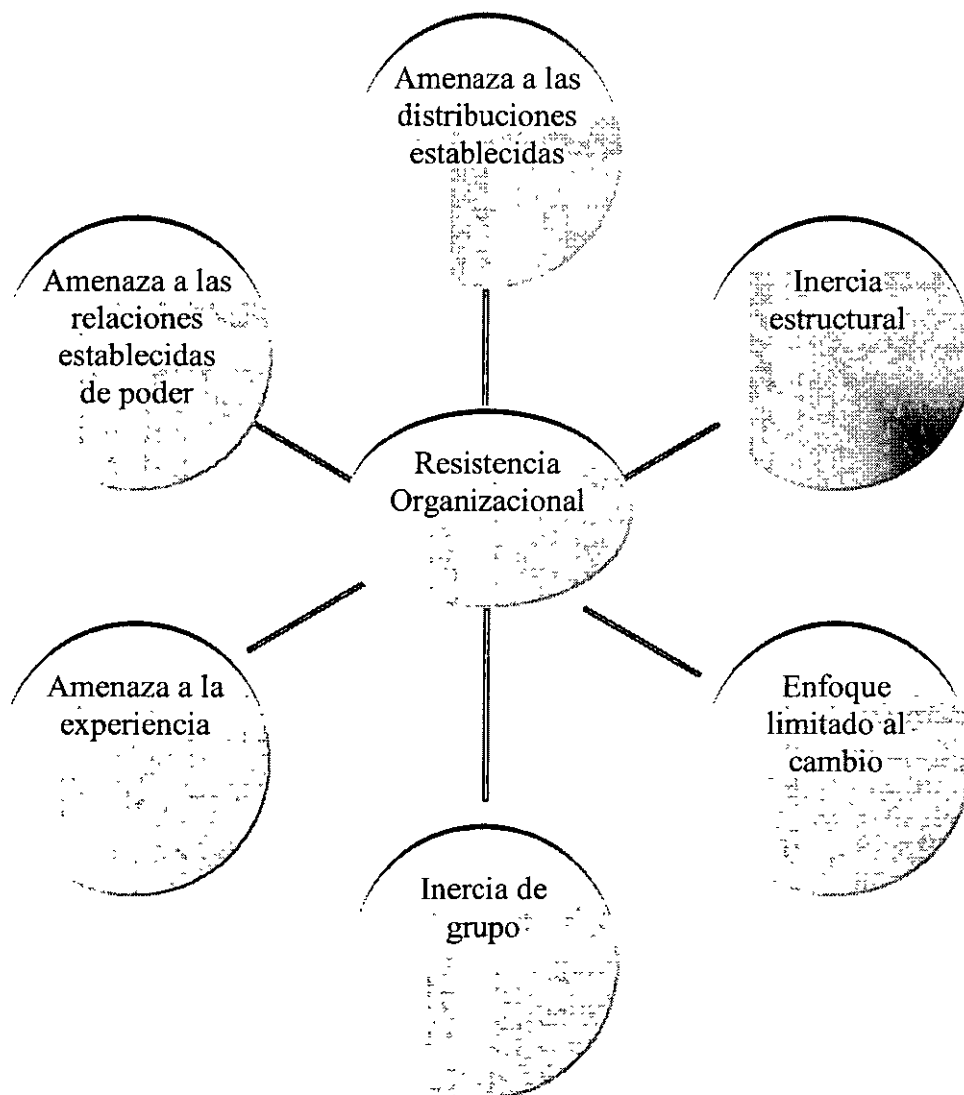 Amenaza a las
distribuciones
establecidas
Amenaza a las
relaciones
establecidas
de poder
Inercia
estructural
Resistencia
Organizacional
Amenaza a la
experiencia
Enfoque
limitado al
cambio
Inercia de
grupo